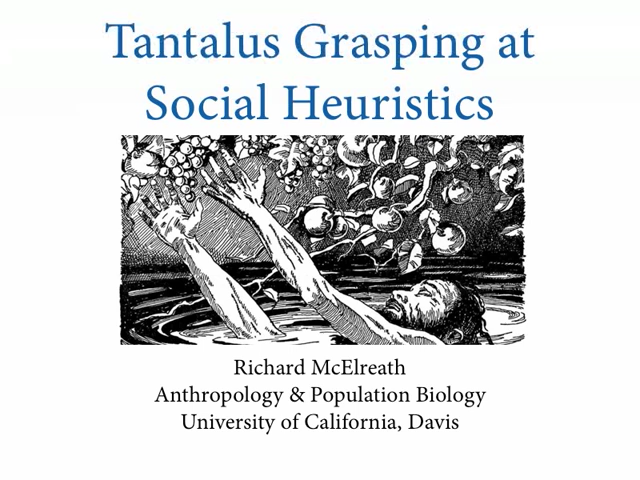 Tantalus Grasping at
Social Heuristics
Richard McElreath
Anthropology & Population Biology
University of California, Davis